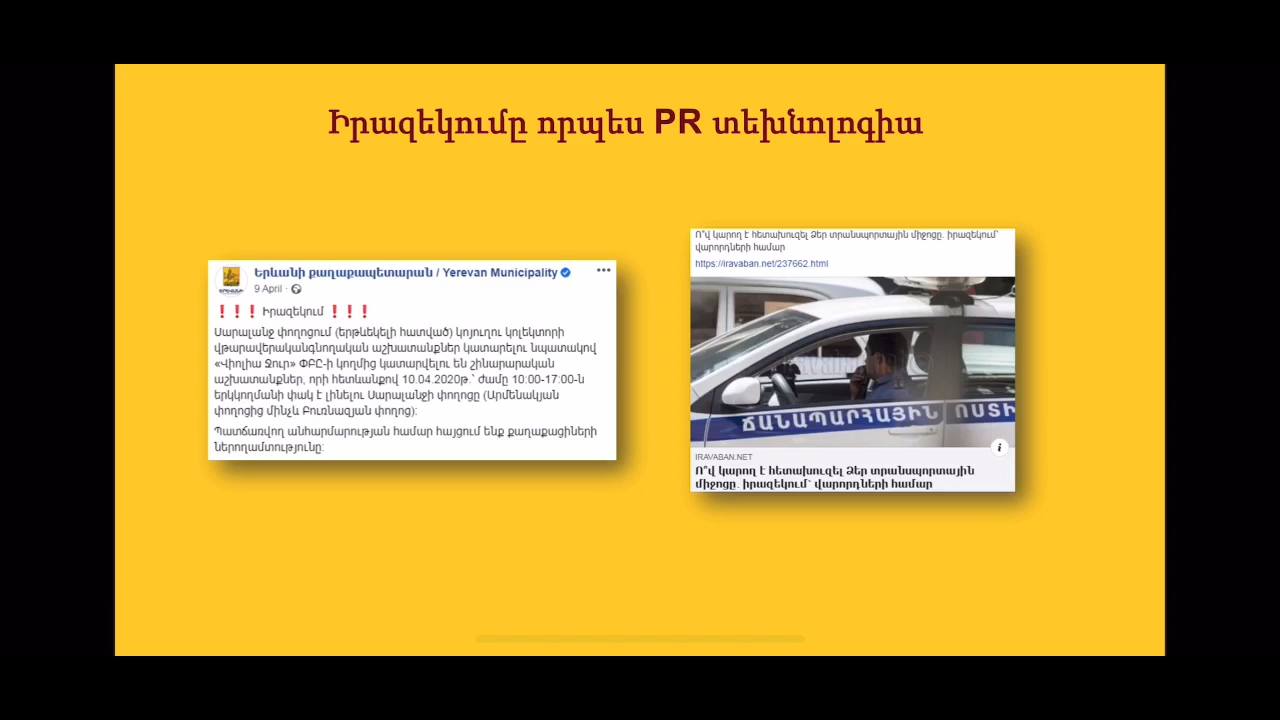 Իրազեկումը որպես PR տեխնոլոգիա
Երևանի քաղաքապետարան / Yerevan Municipality
9 April ·
❗❗❗ Իրազեկում ❗❗❗
Սարալանջ փողոցում (երթևեկելի հատված) կոյուղու կոլեկտորի
վթարավերականգնողական աշխատանքներ կատարելու նպատակով
«Վիոլիա Ջուր» ՓԲԸ-ի կողմից կատարվելու են շինարարական
աշխատանքներ, որի հետևանքով 10.04.2020թ.` ժամը 10:00-17:00-ն
երկկողմանի փակ է լինելու Սարալանջի փողոցը (Արմենակյան
փողոցից մինչև Բուռնազյան փողոց):
Պատճառվող անհարմարության համար հայցում ենք քաղաքացիների
ներողամտությունը:
Ո՞վ կարող է հետախուզել Ձեր տրանսպորտային միջոցը. իրազեկում`
վարորդների համար
https://iravaban.net/237662.html
ՃԱՆԱՊԱՐՀԱՅԻՆ ՈՍՏԻ
IRAVABAN.NET
Ո՞վ կարող է հետախուզել Ձեր տրանսպորտային
միջոցը. իրազեկում` վարորդների համար